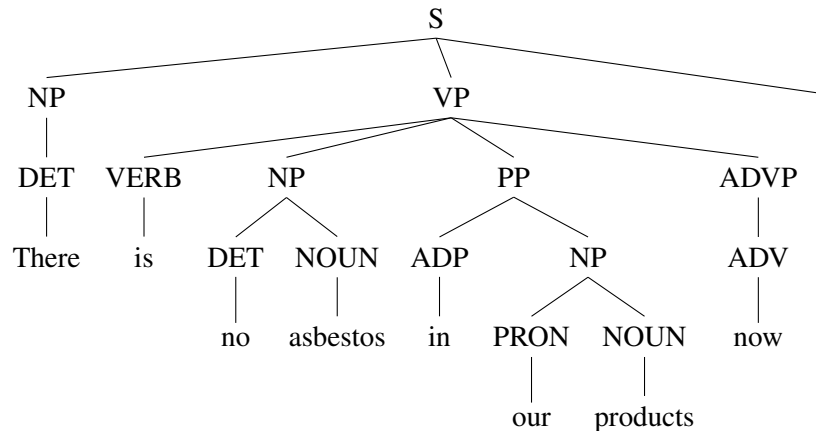 S
NP VP
DET VERB NP PP ADVP
There is DET NOUN ADP NP ADV
no asbestos in PRON NOUN now
our products